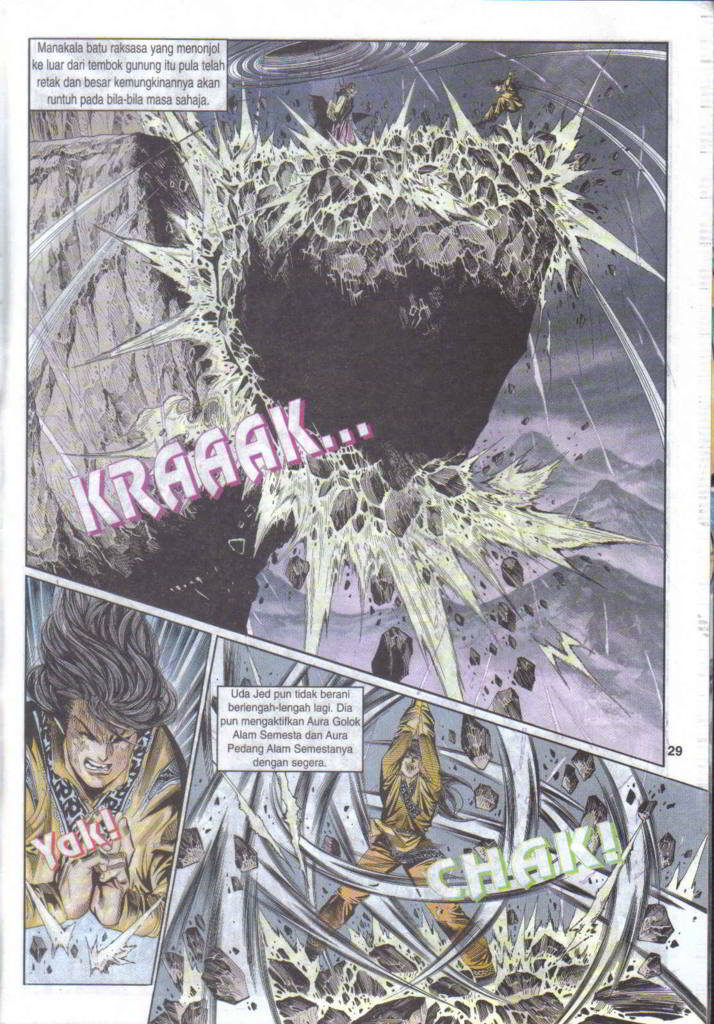 Manakala batu raksasa yang menonjol
ke luar dari tembok gunung itu pula telah
retak dan besar kemungkinannya akan
runtuh pada bila-bila masa sahaja.
KRAAAK...
29
Uda Jed pun tidak berani
berlengah-lengah lagi. Dia
pun mengaktifkan Aura Golok
Alam Semesta dan Aura
Pedang Alam Semestanya
dengan segera.
Yak!
CHAK!